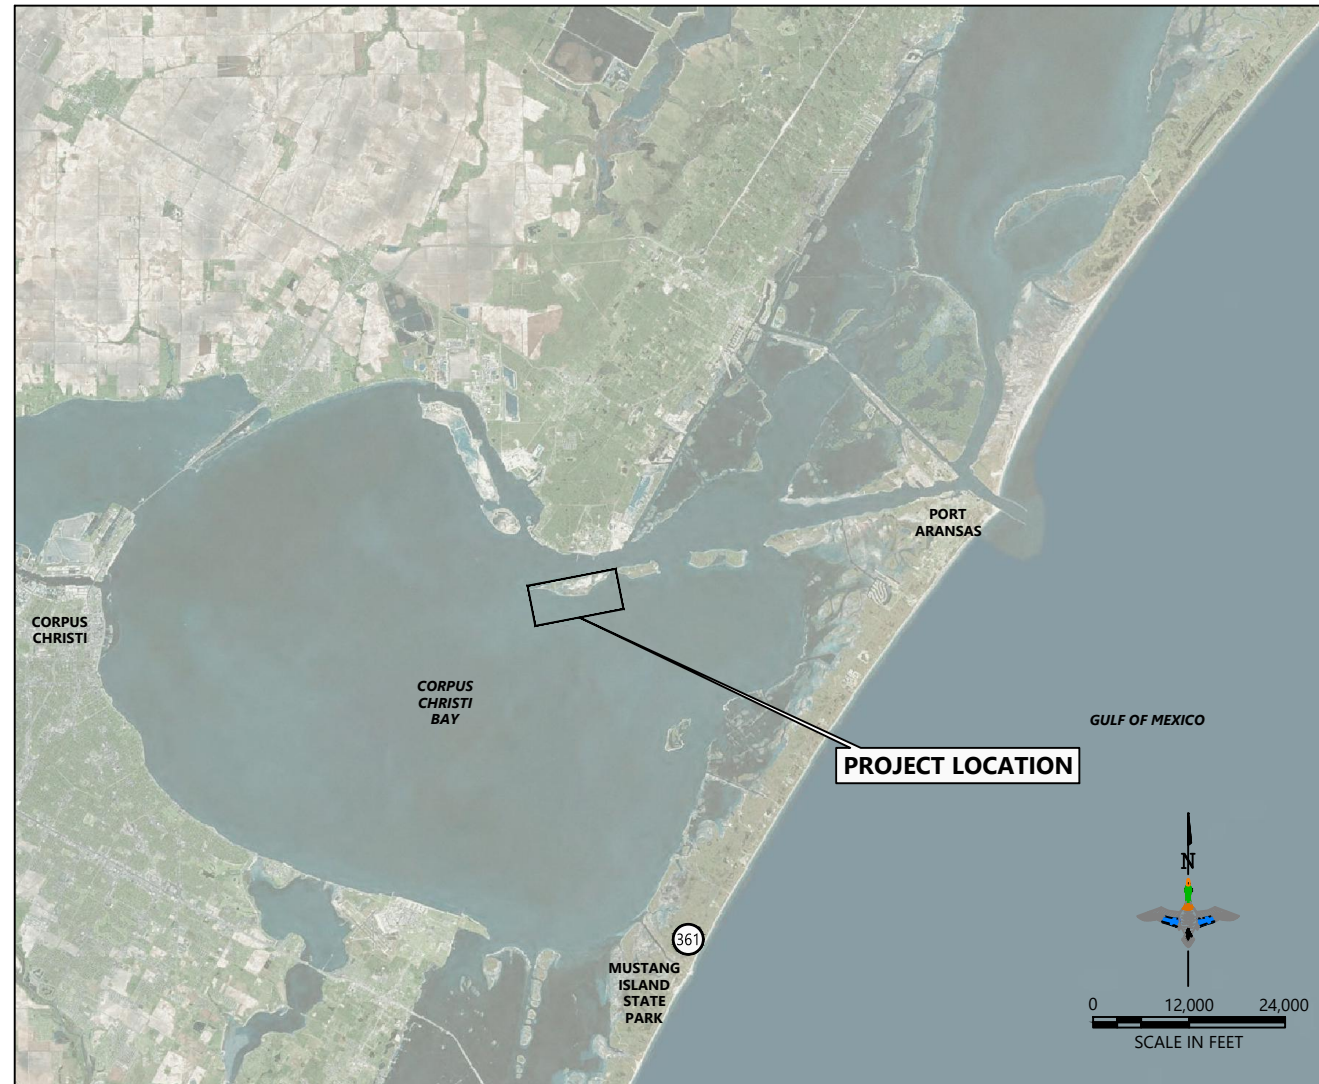 PORT
ARANSAS
CORPUS
CHRISTI
CORPUS
CHRISTI
BAY
GULF OF MEXICO
PROJECT LOCATION
N
361
MUSTANG
ISLAND
STATE
PARK
0 12,000 24,000
SCALE IN FEET